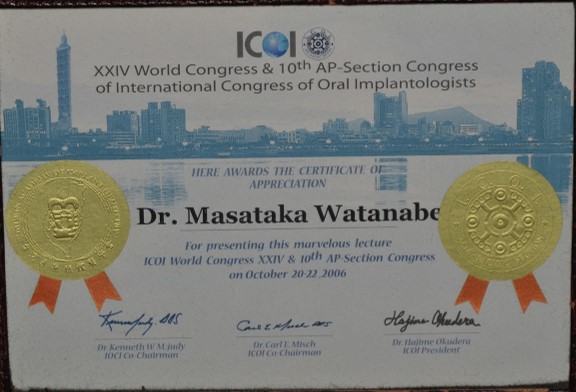 ICOI
XXIV World Congress & 10th AP-Section Congress
of International Congress of Oral Implantologists
HERE AWARDS THE CERTIFICATE OF
APPRECIATION
Dr. Masataka Watanabe
For presenting this marvelous lecture
ICOI World Congress XXIV & 10th AP-Section Congress
on October 20-22, 2006
Dr Kenneth W M Judy
IOCI Co-Chairman
Dr Carl E. Misch
ICOI Co-Chairman
Dr. Hajime Okudera
ICOI President